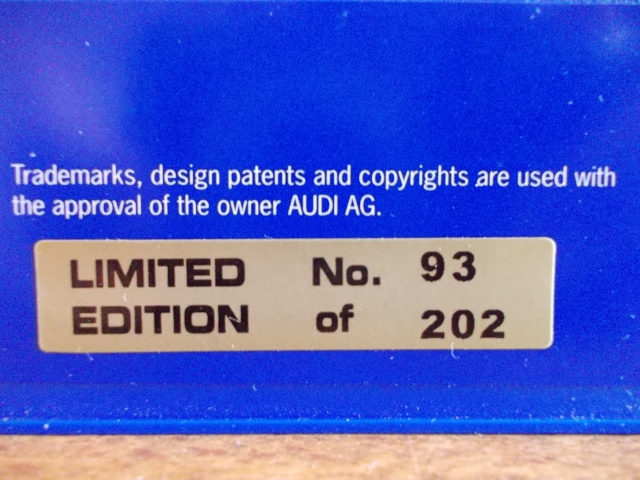 Trademarks, design patents and copyrights are used with
the approval of the owner AUDI AG.
LIMITED No. 93
EDITION of 202